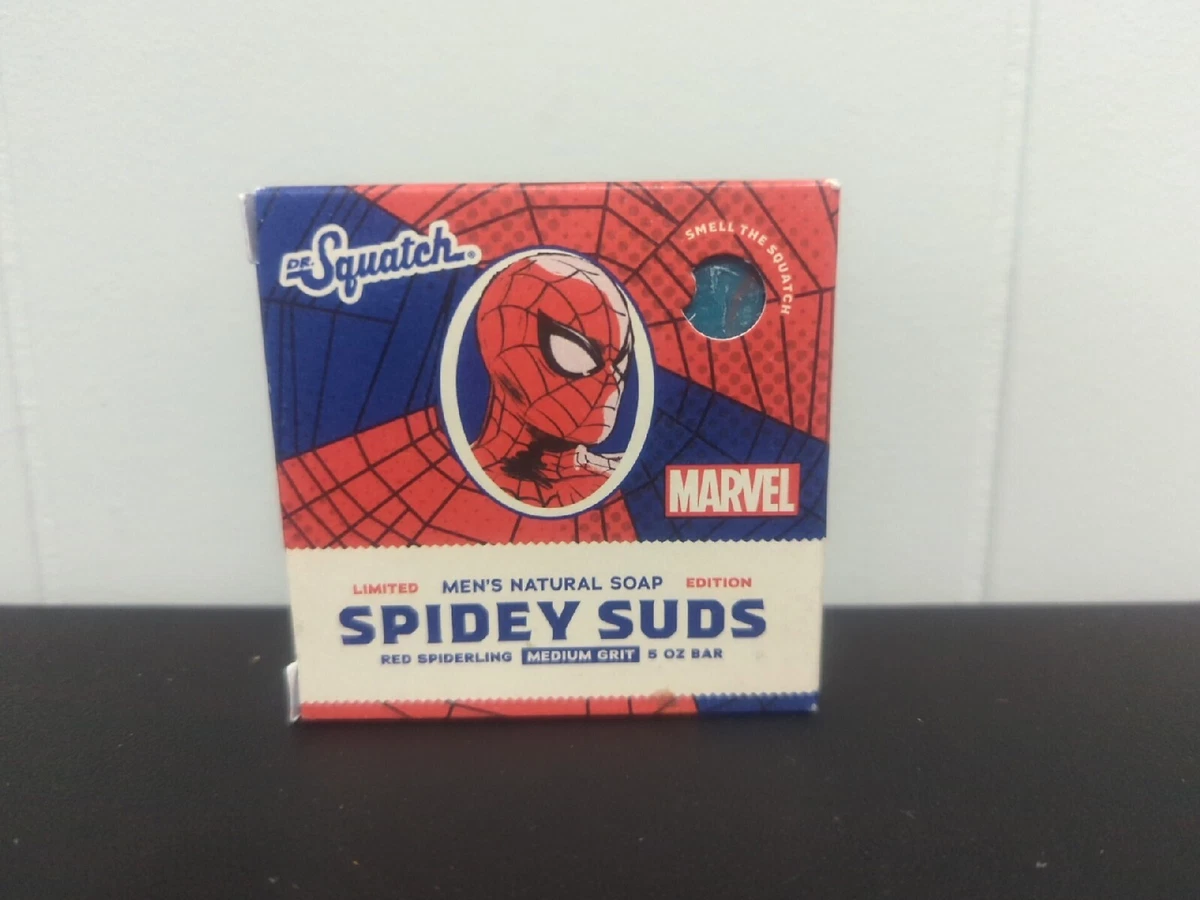 DR. Squatch®
SMELL THE SQUATCH
MARVEL
LIMITED MEN'S NATURAL SOAP EDITION
SPIDEY SUDS
RED SPIDERLING MEDIUM GRIT 5 OZ BAR